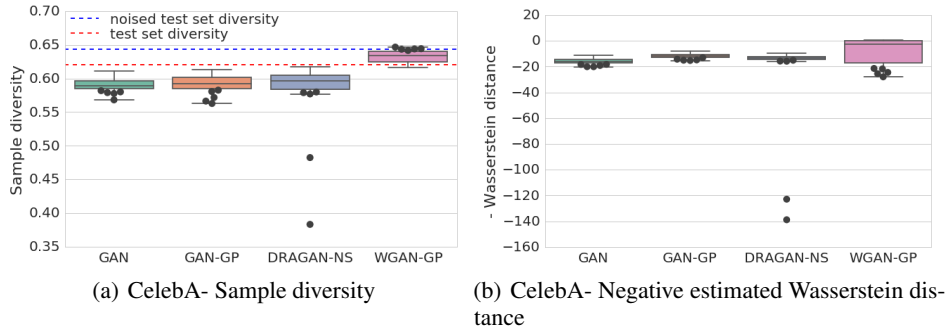 0.70
0.65
0.60
0.55
0.50
0.45
0.40
0.35
Sample diversity
noised test set diversity
test set diversity
GAN
GAN-GP
DRAGAN-NS
WGAN-GP
(a) CelebA- Sample diversity
20
0
−20
−40
−60
−80
−100
−120
−140
−160
- Wasserstein distance
GAN
GAN-GP
DRAGAN-NS
WGAN-GP
(b) CelebA- Negative estimated Wasserstein dis-
tance